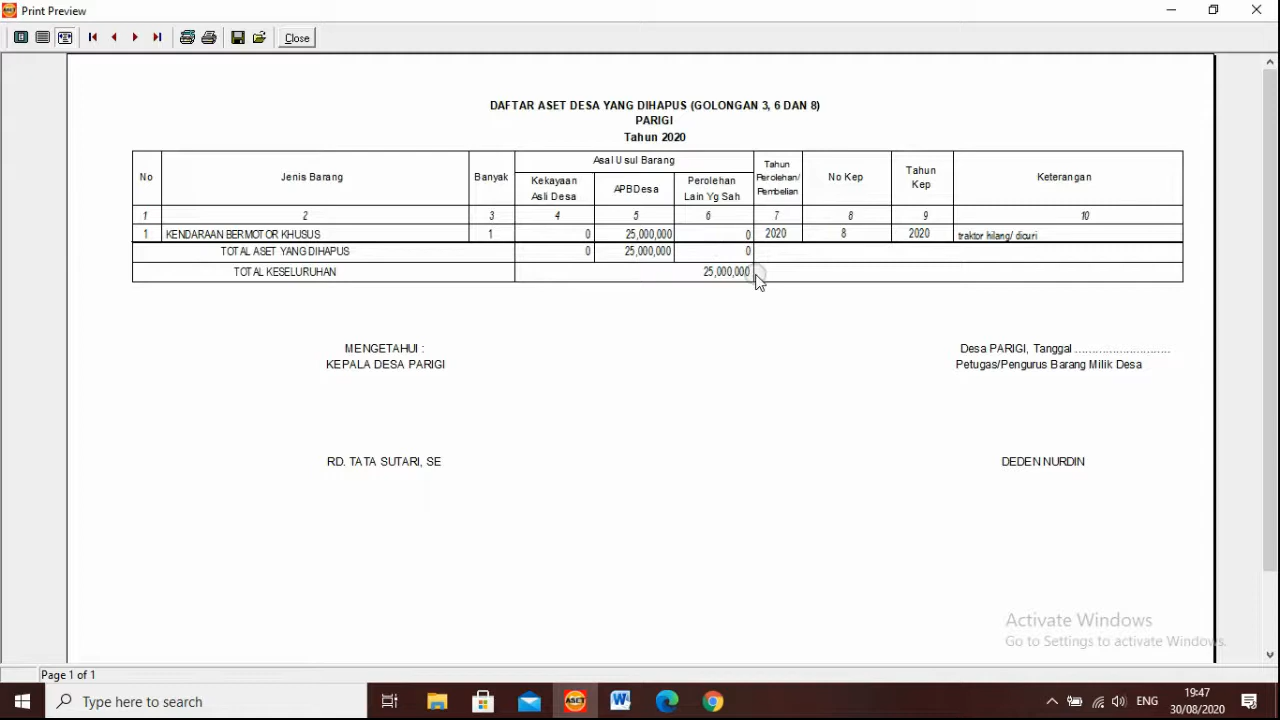 Print Preview
Close
DAFTAR ASET DESA YANG DIHAPUS (GOLONGAN 3, 6 DAN 8)
PARIGI
Tahun 2020
No
Jenis Barang
Banyak
Asal Usul Barang
Kekayaan
Asli Desa
APBDesa
Perolehan
Lain Yg Sah
Tahun
Perolehan/
Pembelian
No Kep
Tahun
Kep
Keterangan
1 2 3 4 5 6 7 8 9 10
1 KENDARAAN BERMOTOR KHUSUS 1 0 25,000,000 0 2020 8 2020 traktor hilang/ dicuri
TOTAL ASET YANG DIHAPUS 0 25,000,000 0
TOTAL KESELURUHAN 25,000,000
MENGETAHUI :
KEPALA DESA PARIGI
Desa PARIGI, Tanggal ............................
Petugas/Pengurus Barang Milik Desa
RD. TATA SUTARI, SE
DEDEN NURDIN
Activate Windows
Go to Settings to activate Windows.
Page 1 of 1
Type here to search
ASET
ENG
19:47
30/08/2020